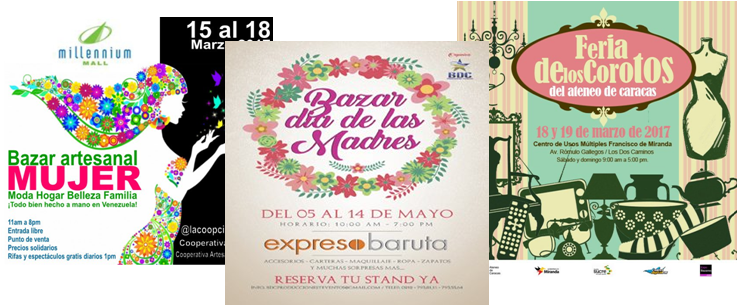 millennium
MALL
15 al 18
Bazar artesanal
MUJER
Moda Hogar Belleza Familia
¡Todo bien hecho a mano en Venezuela!
11am a 8pm
Entrada libre
Punto de venta
Precios solidarios
Rifas y espectáculos gratis diarios 1pm
@lacoopci
Cooperativa
Cooperativa Artes
BDC
Bazar
día de las
Madres
DEL 05 AL 14 DE MAYO
HORARIO: 10:00 AM - 7:00 PM
expresobaruta
ACCESORIOS - CARTERAS - MAQUILLAJE - ROPA - ZAPATOS
Y MUCHAS SORPRESAS MAS...
RESERVA TU STAND YA
Feria
de los Corotos
del ateneo de caracas
18 y 19 de marzo de 2017
Centro de Usos Múltiples Francisco de Miranda
Av. Rómulo Gallegos / Los Dos Caminos
Sábado y domingo 9:00 am a 5:00 pm.
Miranda
SUCRE